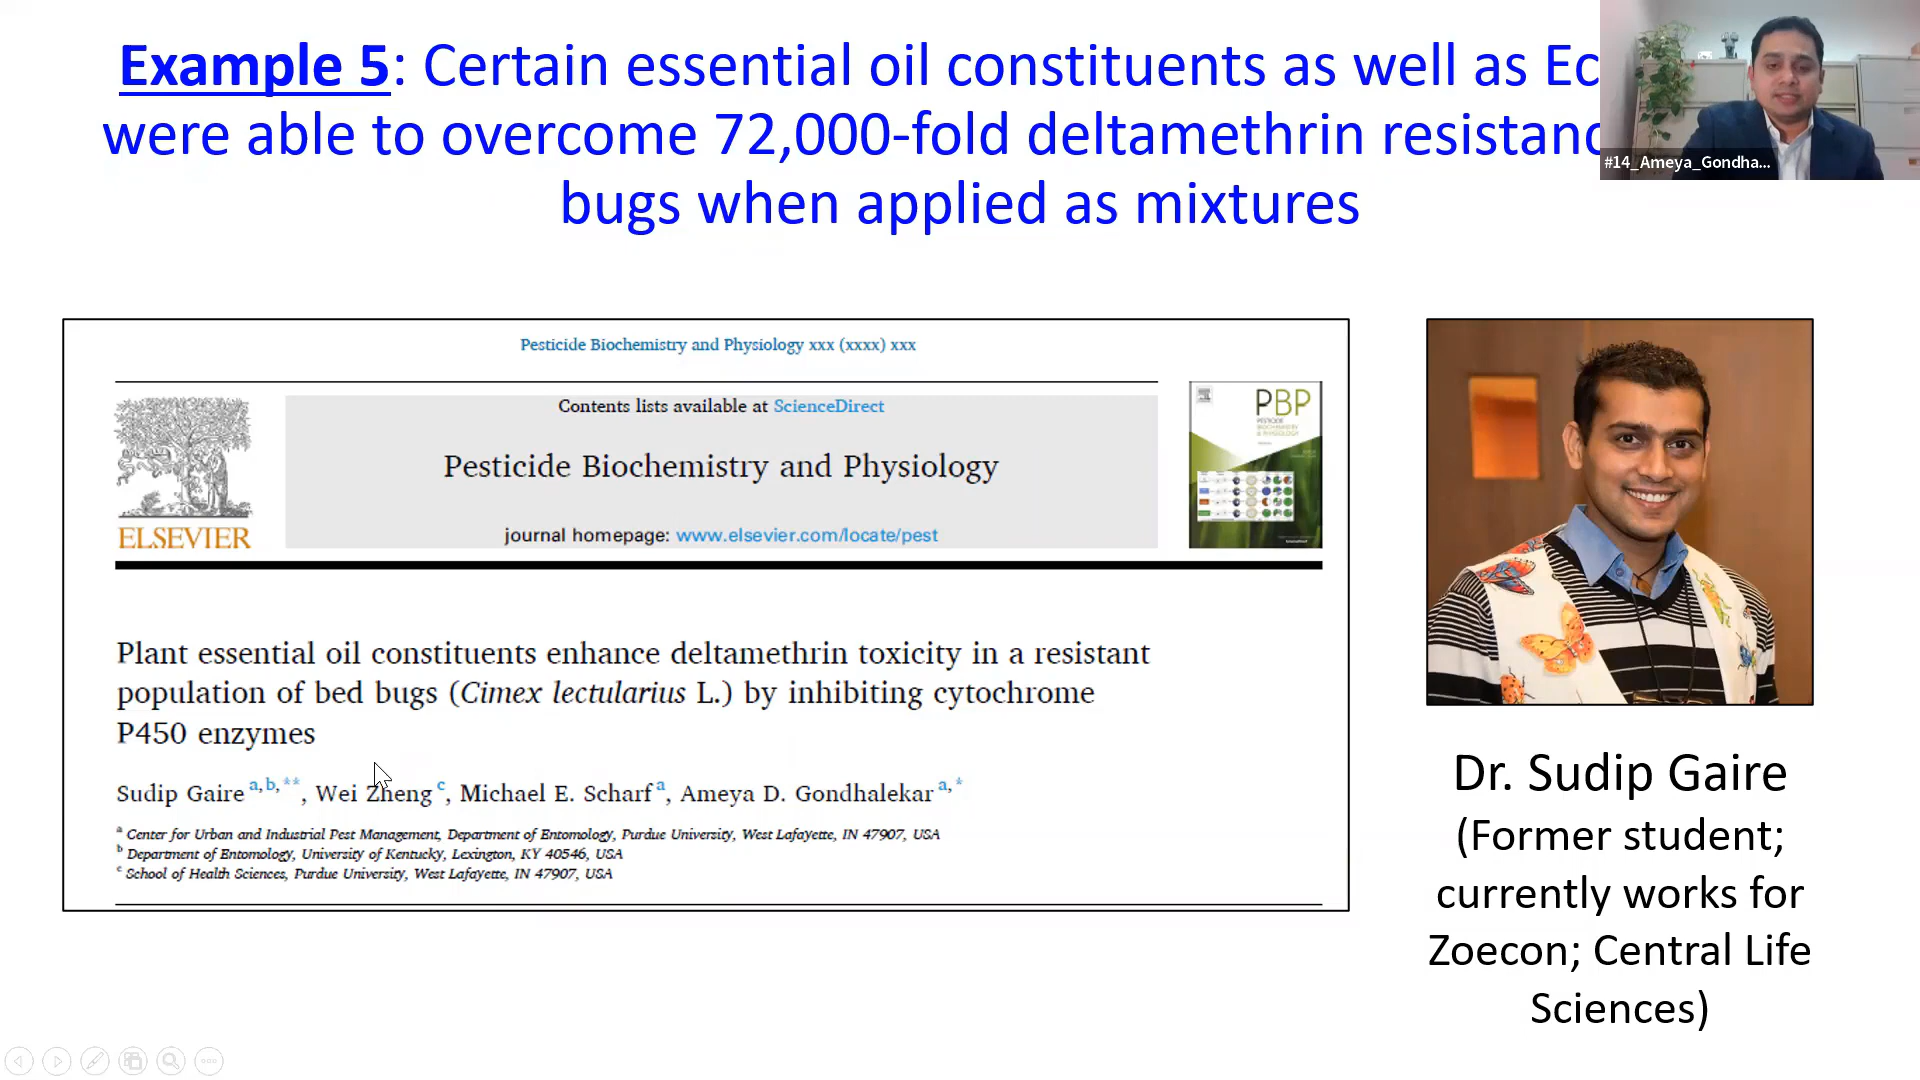 Example 5: Certain essential oil constituents as well as Ec
were able to overcome 72,000-fold deltamethrin resistanc
bugs when applied as mixtures
#14_Ameya_Gondha...
Pesticide Biochemistry and Physiology xxx (xxxx) xxx
Contents lists available at ScienceDirect
Pesticide Biochemistry and Physiology
journal homepage: www.elsevier.com/locate/pest
ELSEVIER
PBP
PESTICIDE
BIOCHEMISTRY
& PHYSIOLOGY
Plant essential oil constituents enhance deltamethrin toxicity in a resistant
population of bed bugs (Cimex lectularius L.) by inhibiting cytochrome
P450 enzymes
Sudip Gaire a,b,**, Wei Zheng c, Michael E. Scharf a, Ameya D. Gondhalekar a,*
a Center for Urban and Industrial Pest Management, Department of Entomology, Purdue University, West Lafayette, IN 47907, USA
b Department of Entomology, University of Kentucky, Lexington, KY 40546, USA
c School of Health Sciences, Purdue University, West Lafayette, IN 47907, USA
Dr. Sudip Gaire
(Former student;
currently works for
Zoecon; Central Life
Sciences)